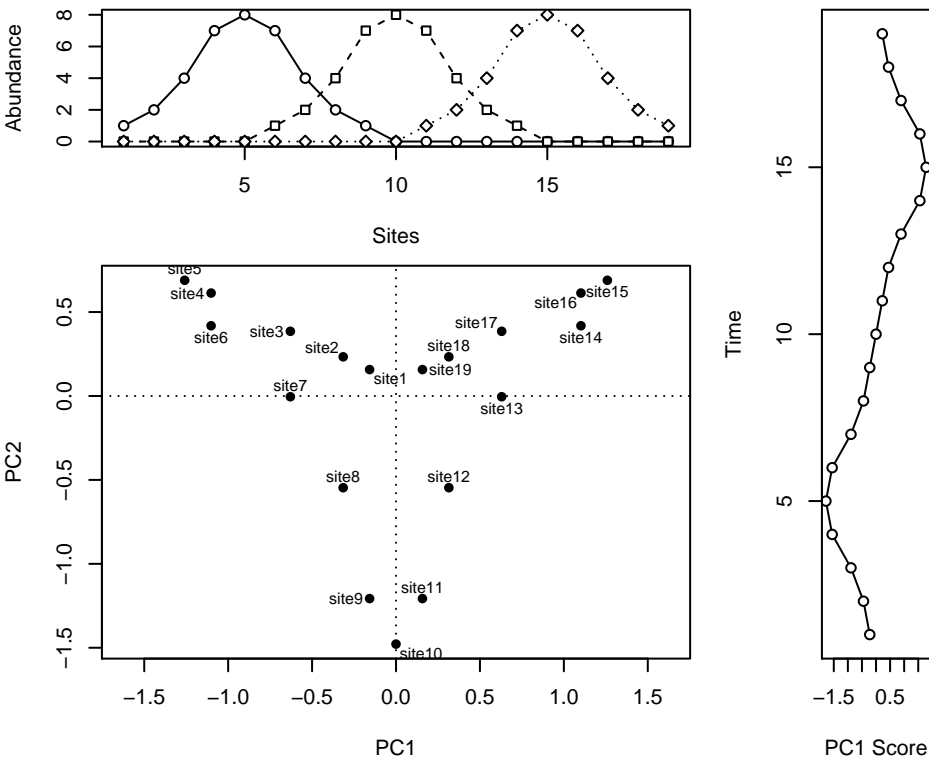 Abundance
8
6
4
2
0
5 10 15
Sites
PC2
0.5
0.0
−0.5
−1.0
−1.5
site5
site4
site6
site3
site2
site1
site7
site8
site9
site10
site11
site12
site13
site14
site15
site16
site17
site18
site19
−1.5 −1.0 −0.5 0.0 0.5 1.0 1.5
PC1
Time
15
10
5
−1.5 0.5
PC1 Score